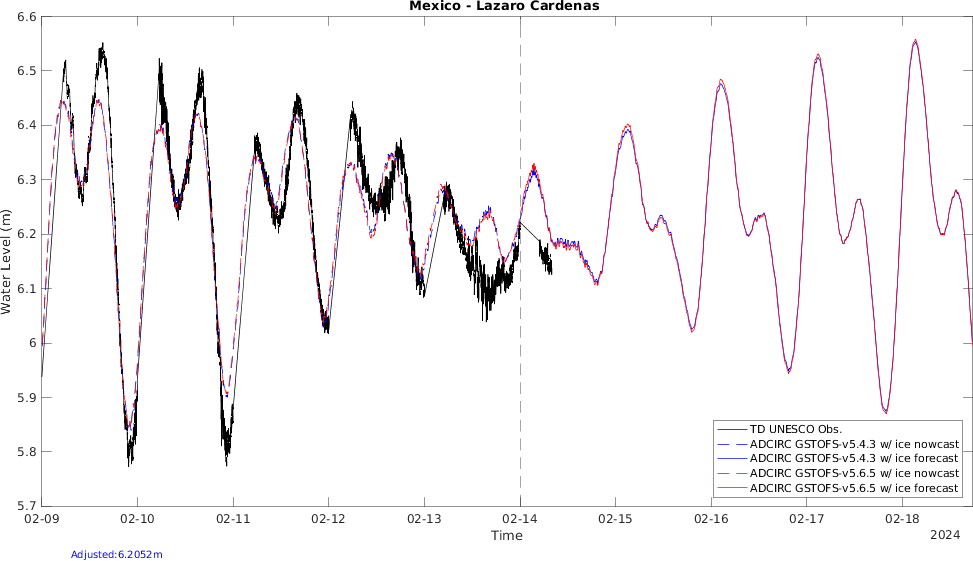 Mexico - Lazaro Cardenas
6.6
6.5
6.4
6.3
6.2
6.1
6
5.9
5.8
5.7
Water Level (m)
02-09 02-10 02-11 02-12 02-13 02-14 02-15 02-16 02-17 02-18
Time
2024
TD UNESCO Obs.
ADCIRC GSTOFS-v5.4.3 w/ ice nowcast
ADCIRC GSTOFS-v5.4.3 w/ ice forecast
ADCIRC GSTOFS-v5.6.5 w/ ice nowcast
ADCIRC GSTOFS-v5.6.5 w/ ice forecast
Adjusted:6.2052m